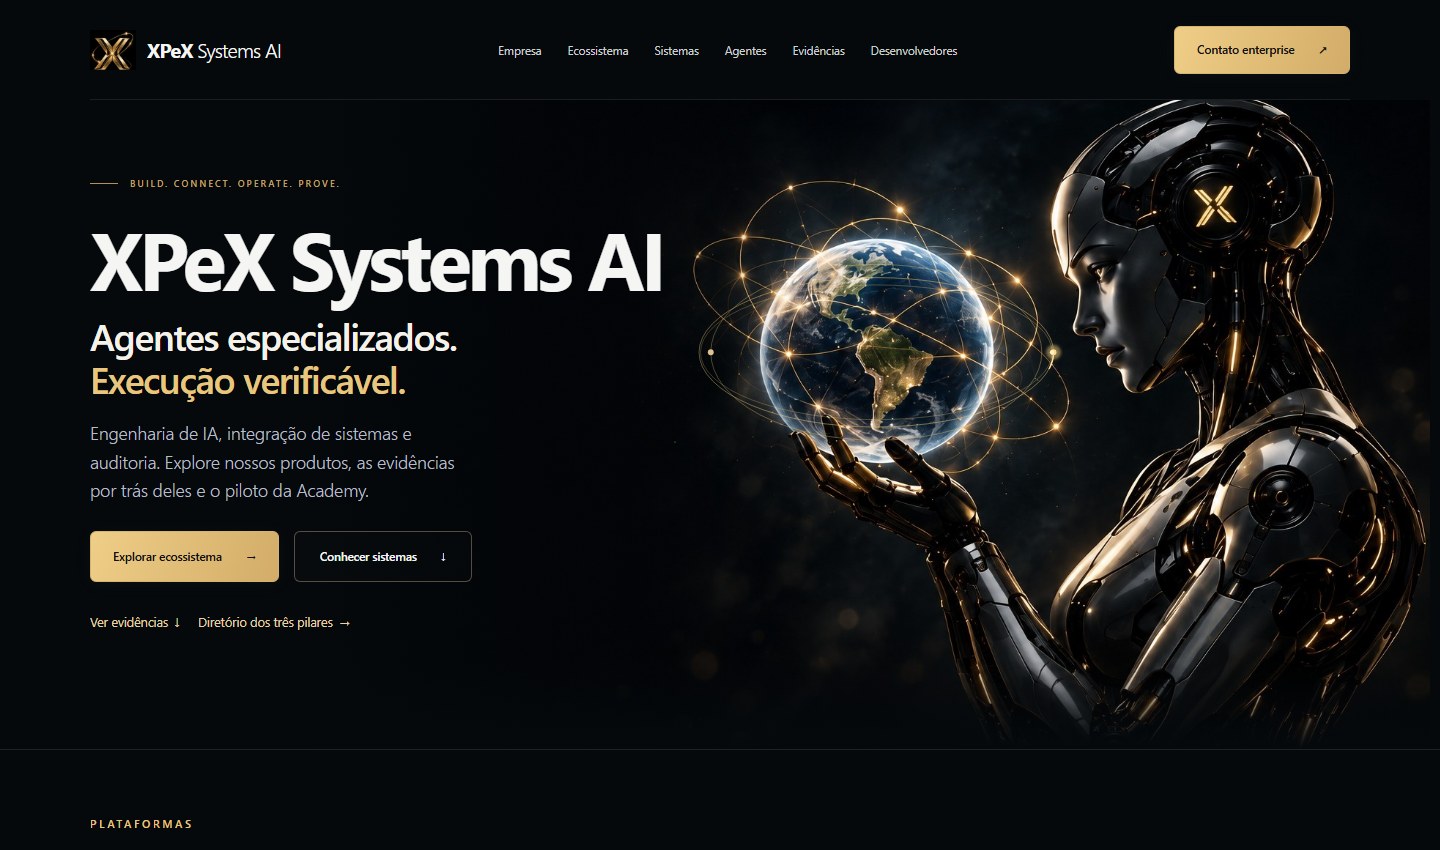 XPeX Systems AI
Empresa
Ecossistema
Sistemas
Agentes
Evidências
Desenvolvedores
Contato enterprise ↗
BUILD. CONNECT. OPERATE. PROVE.
XPeX Systems AI
Agentes especializados.
Execução verificável.
Engenharia de IA, integração de sistemas e
auditoria. Explore nossos produtos, as evidências
por trás deles e o piloto da Academy.
Explorar ecossistema →
Conhecer sistemas ↓
Ver evidências ↓
Diretório dos três pilares →
PLATAFORMAS